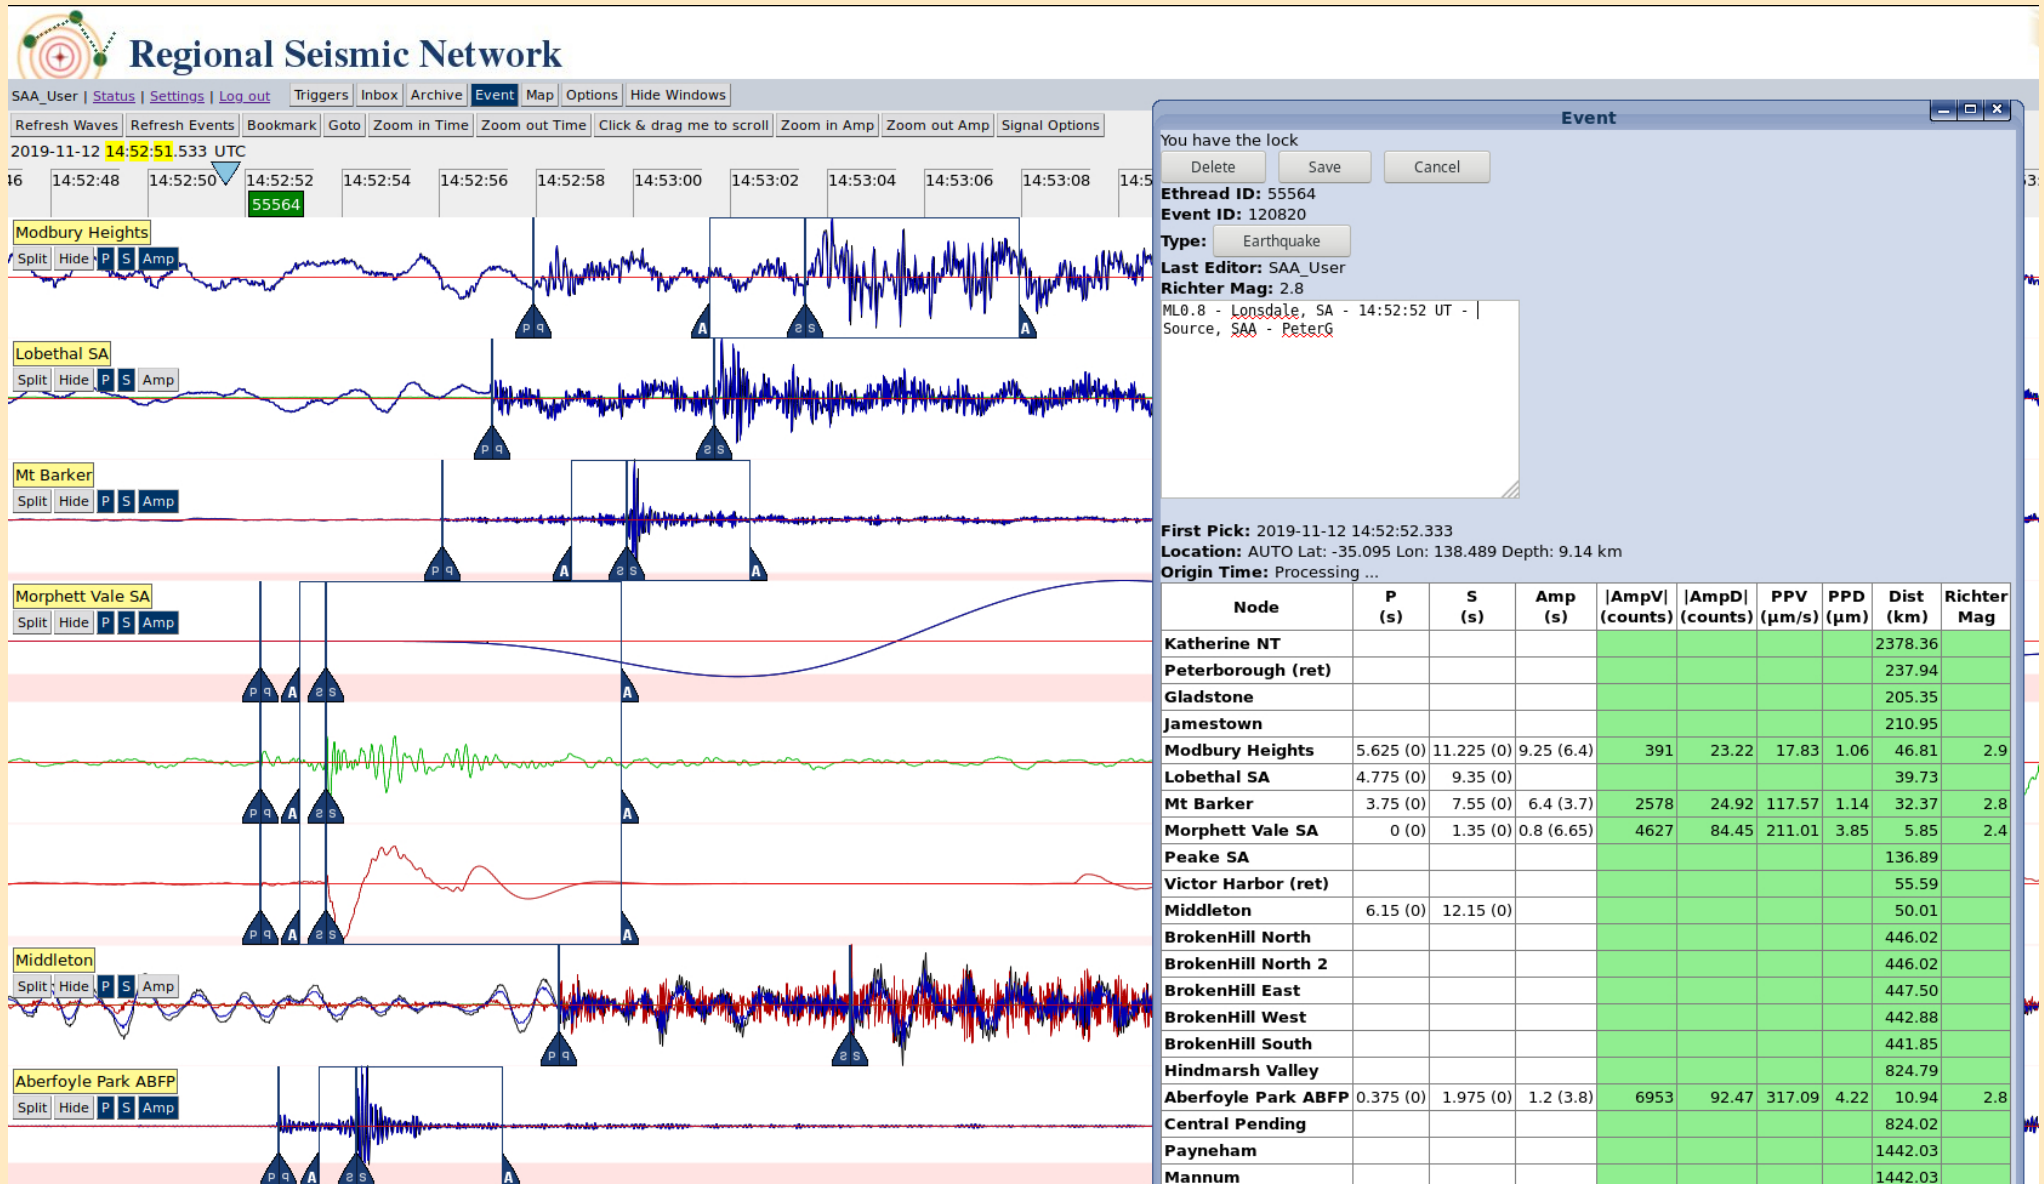 Regional Seismic Network
SAA_User | Status | Settings | Log out Triggers Inbox Archive Event Map Options Hide Windows
Refresh Waves Refresh Events Bookmark Goto Zoom in Time Zoom out Time Click & drag me to scroll Zoom in Amp Zoom out Amp Signal Options
2019-11-12 14:52:51.533 UTC
46 14:52:48 14:52:50 14:52:52 14:52:54 14:52:56 14:52:58 14:53:00 14:53:02 14:53:04 14:53:06 14:53:08 14:5
55564
Modbury Heights
Split Hide P S Amp
P q A s s A
Lobethal SA
Split Hide P S Amp
P q s s
Mt Barker
Split Hide P S Amp
P q A s s A
Morphett Vale SA
Split Hide P S Amp
P q A s s A
P q A s s A
P q A s s A
Middleton
Split Hide P S Amp
P q s s
Aberfoyle Park ABFP
Split Hide P S Amp
P q A s s A
Event
You have the lock
Delete Save Cancel
Ethread ID: 55564
Event ID: 120820
Type: Earthquake
Last Editor: SAA_User
Richter Mag: 2.8
ML0.8 - Lonsdale, SA - 14:52:52 UT -
Source, SAA - PeterG
First Pick: 2019-11-12 14:52:52.333
Location: AUTO Lat: -35.095 Lon: 138.489 Depth: 9.14 km
Origin Time: Processing ...
Node P (s) S (s) Amp (s) |AmpV| (counts) |AmpD| (counts) PPV (µm/s) PPD (µm) Dist (km) Richter Mag
Katherine NT 2378.36
Peterborough (ret) 237.94
Gladstone 205.35
Jamestown 210.95
Modbury Heights 5.625 (0) 11.225 (0) 9.25 (6.4) 391 23.22 17.83 1.06 46.81 2.9
Lobethal SA 4.775 (0) 9.35 (0) 39.73
Mt Barker 3.75 (0) 7.55 (0) 6.4 (3.7) 2578 24.92 117.57 1.14 32.37 2.8
Morphett Vale SA 0 (0) 1.35 (0) 0.8 (6.65) 4627 84.45 211.01 3.85 5.85 2.4
Peake SA 136.89
Victor Harbor (ret) 55.59
Middleton 6.15 (0) 12.15 (0) 50.01
BrokenHill North 446.02
BrokenHill North 2 446.02
BrokenHill East 447.50
BrokenHill West 442.88
BrokenHill South 441.85
Hindmarsh Valley 824.79
Aberfoyle Park ABFP 0.375 (0) 1.975 (0) 1.2 (3.8) 6953 92.47 317.09 4.22 10.94 2.8
Central Pending 824.02
Payneham 1442.03
Mannum 1442.03